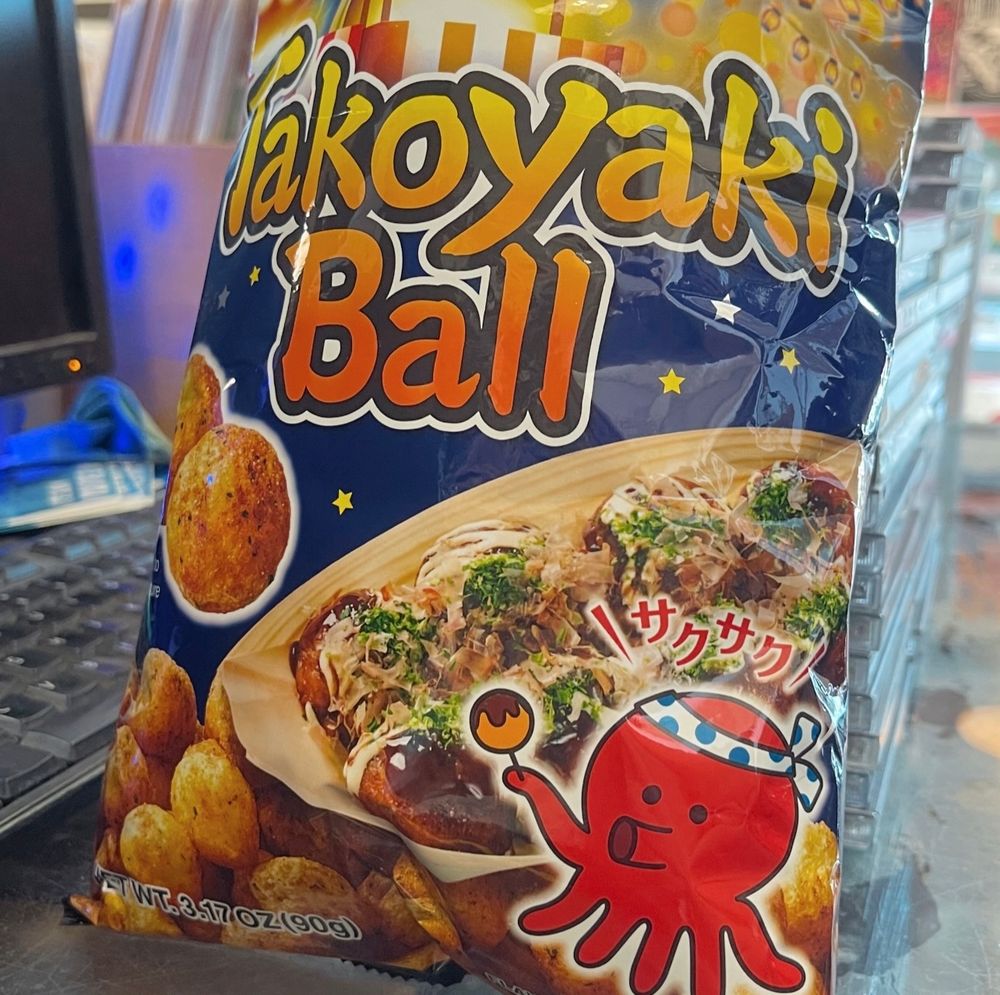 Takoyaki
Ball
サクサク
NET WT. 3.17 OZ (90g)